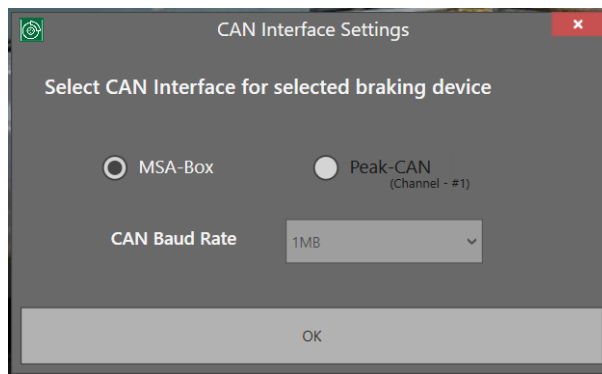 CAN Interface Settings
Select CAN Interface for selected braking device
MSA-Box
Peak-CAN
(Channel - #1)
CAN Baud Rate
1MB
OK